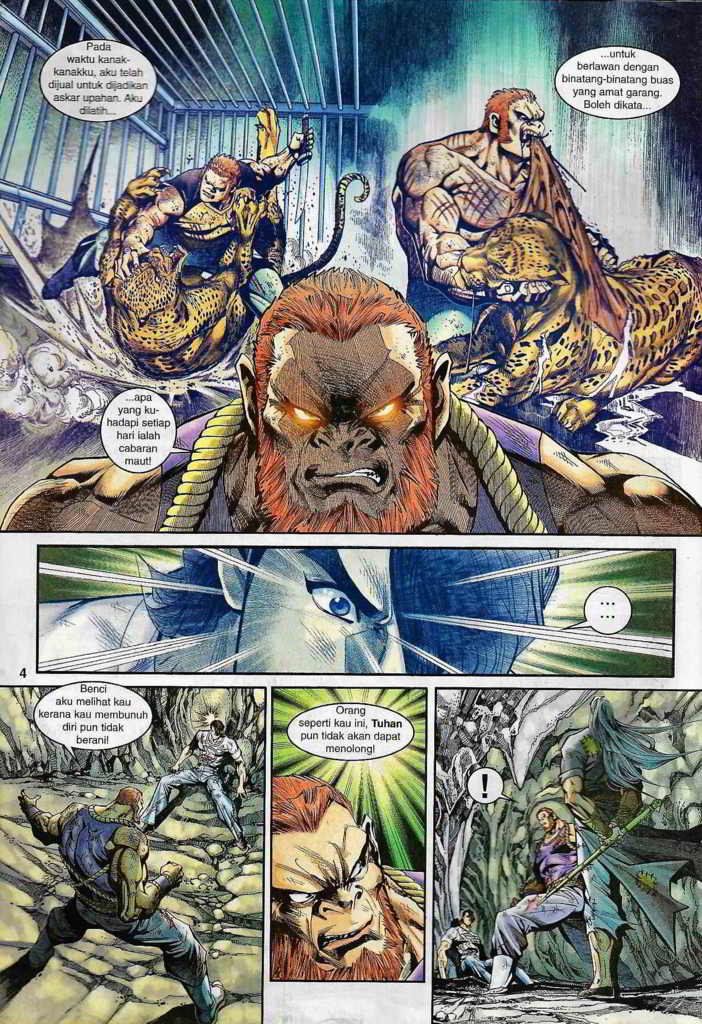 Pada
waktu kanak-
kanakku, aku telah
dijual untuk dijadikan
askar upahan. Aku
dilatih...
...untuk
berlawan dengan
binatang-binatang buas
yang amat garang.
Boleh dikata...
...apa
yang ku-
hadapi setiap
hari ialah
cabaran
maut!
...
...
4
Benci
aku melihat kau
kerana kau membunuh
diri pun tidak
berani!
Orang
seperti kau ini, Tuhan
pun tidak akan dapat
menolong!
!